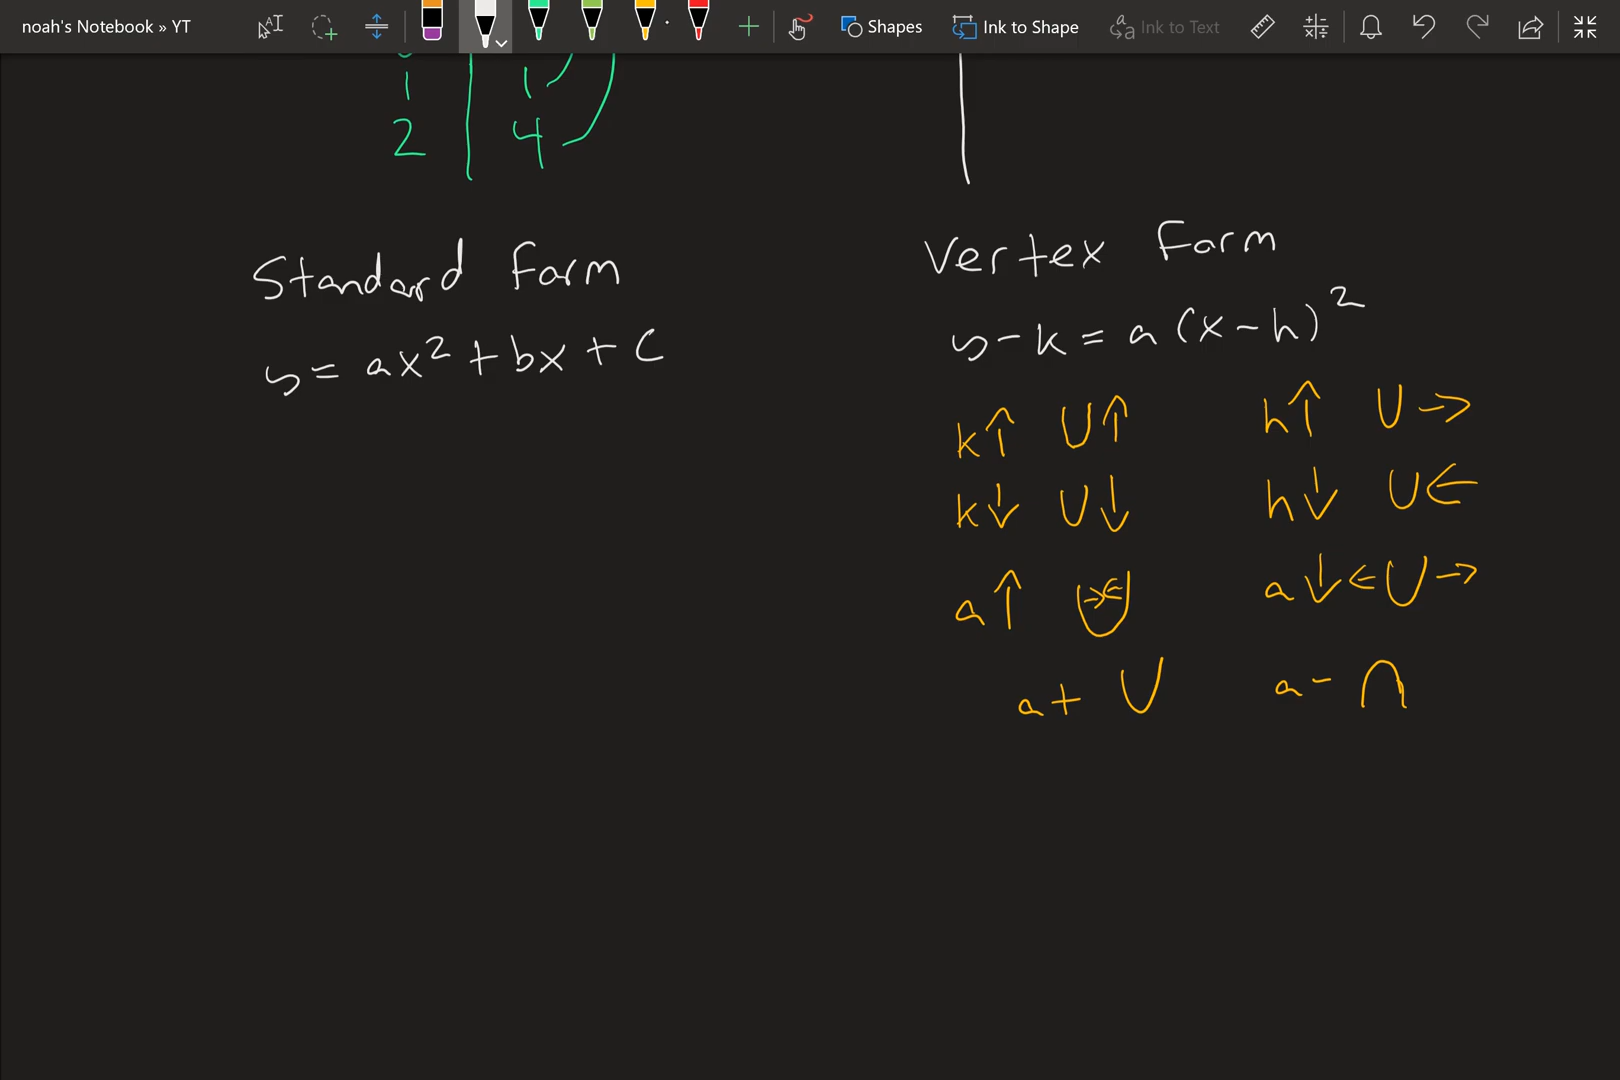 noah's Notebook » YT
Shapes
Ink to Shape
Ink to Text
1 | 1
2 | 4
Standard Form
y = ax² + bx + c
Vertex Form
y - k = a(x - h)²
k↑ U↑ h↑ U→
k↓ U↓ h↓ U←
a↑ →U← a↓ ←U→
a+ U a- ∩